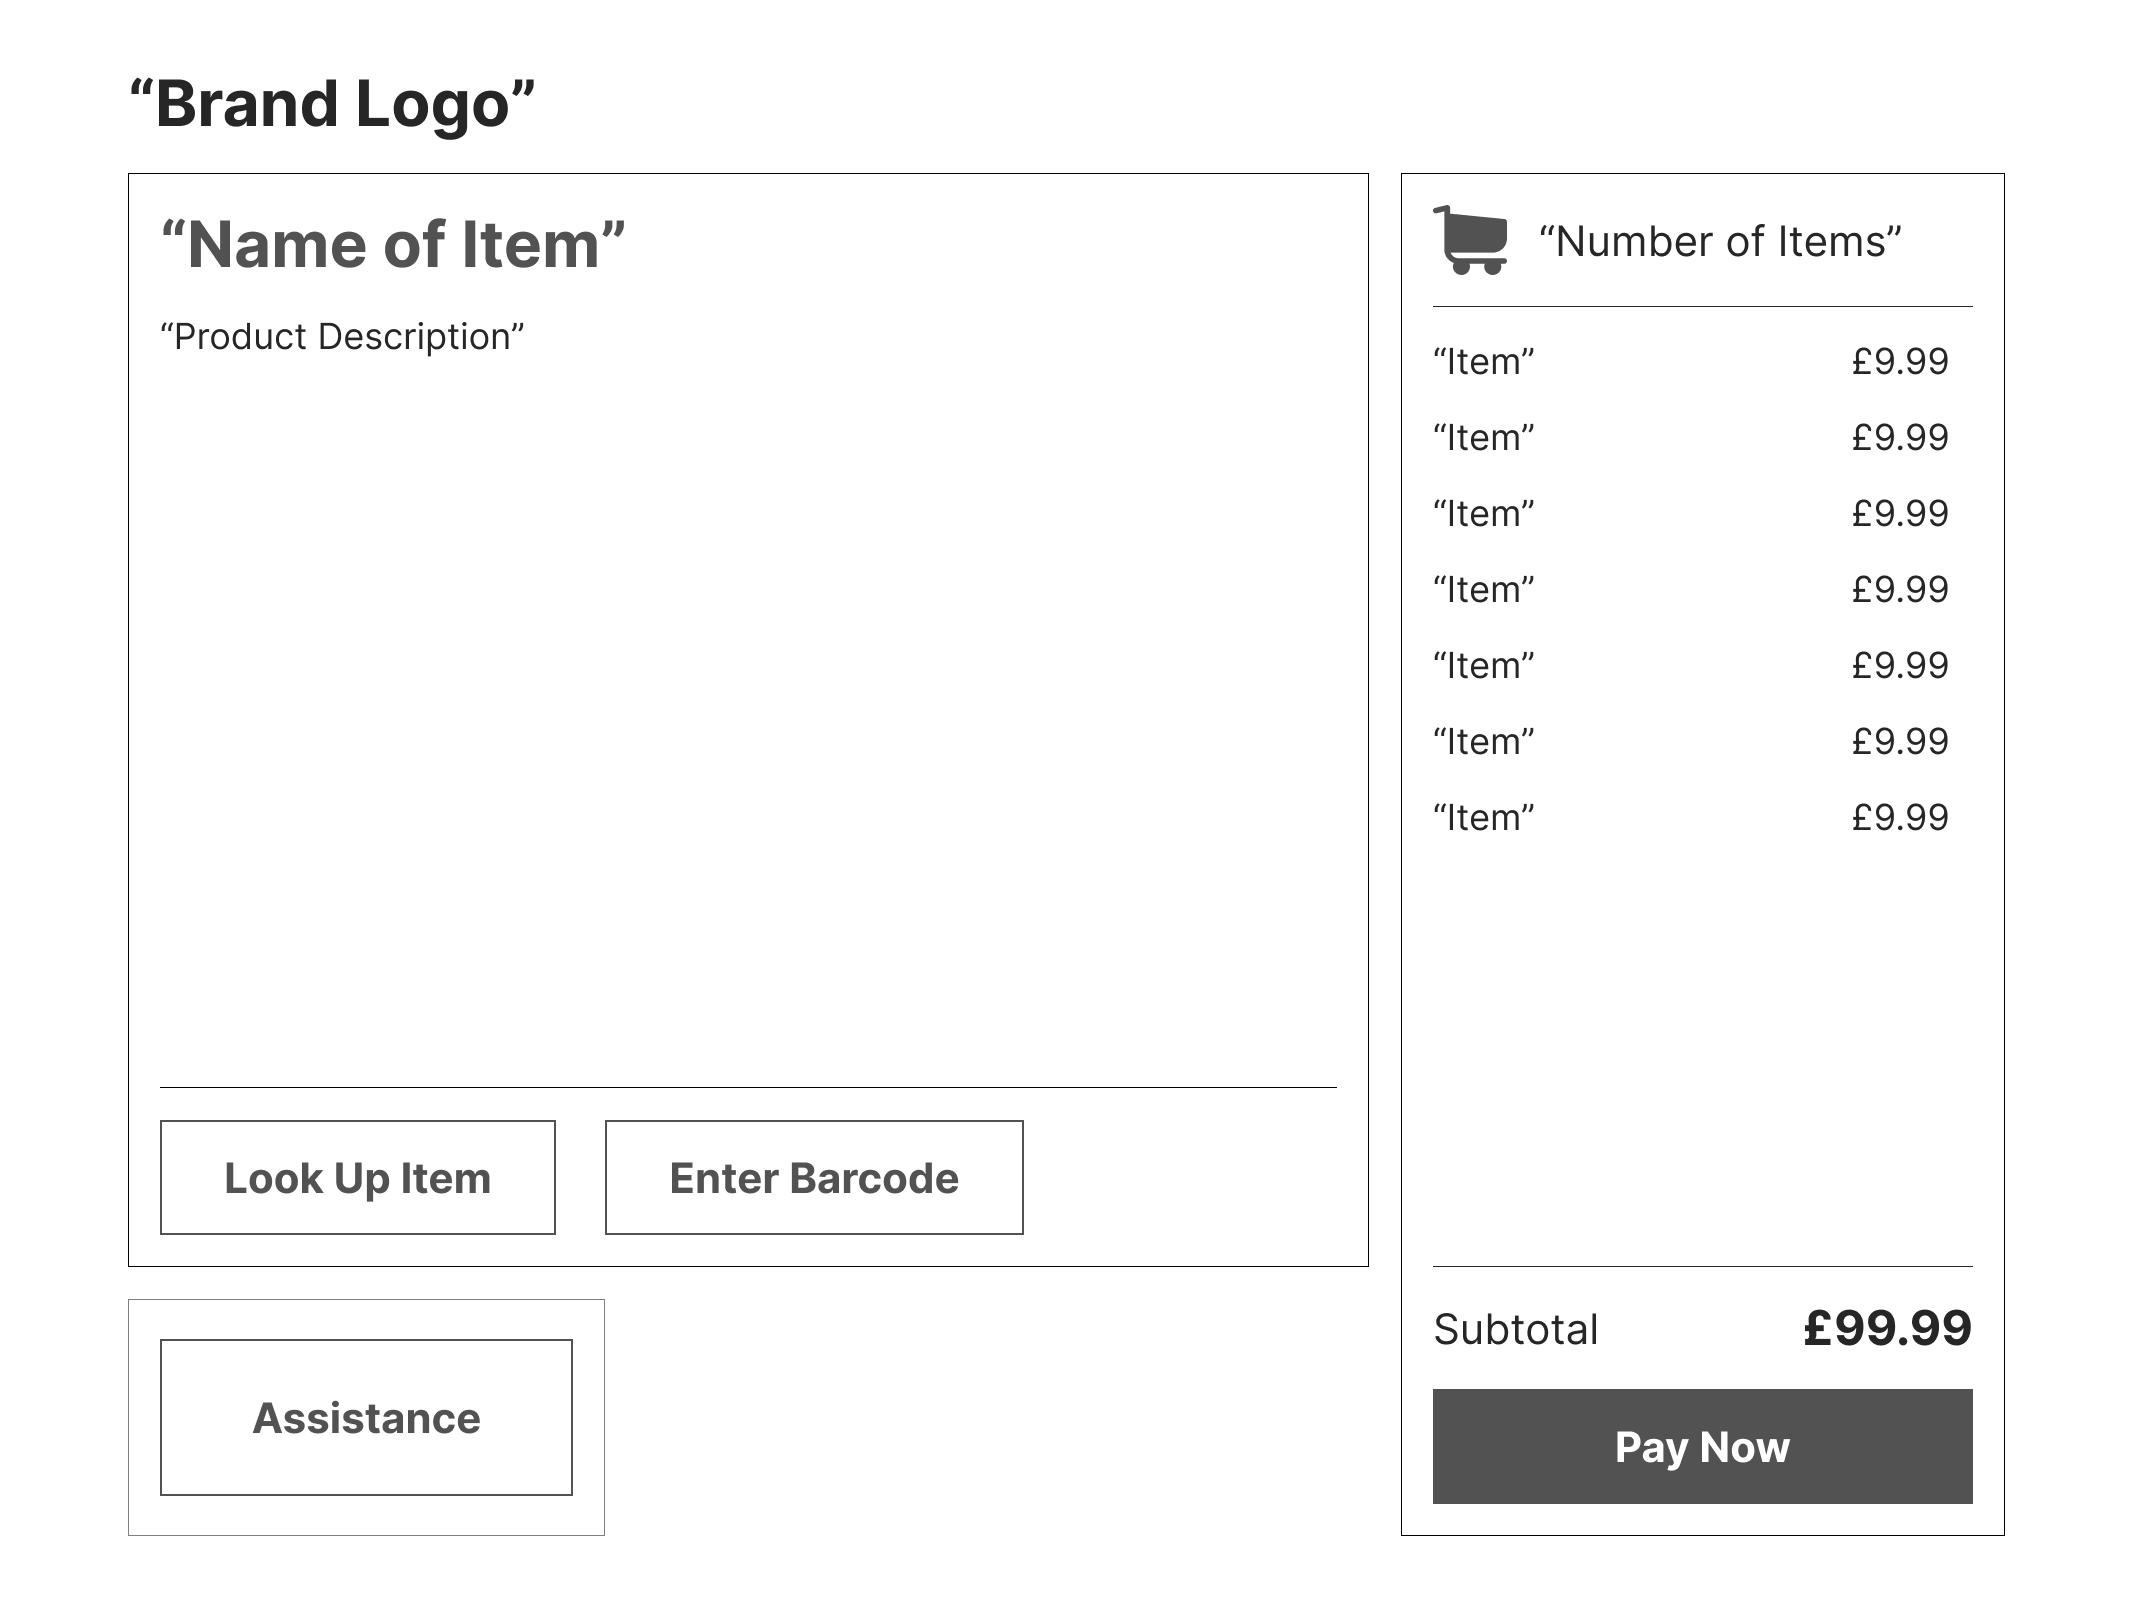 “Brand Logo”
“Name of Item”
“Product Description”
Look Up Item
Enter Barcode
Assistance
“Number of Items”
“Item” £9.99
“Item” £9.99
“Item” £9.99
“Item” £9.99
“Item” £9.99
“Item” £9.99
“Item” £9.99
Subtotal £99.99
Pay Now